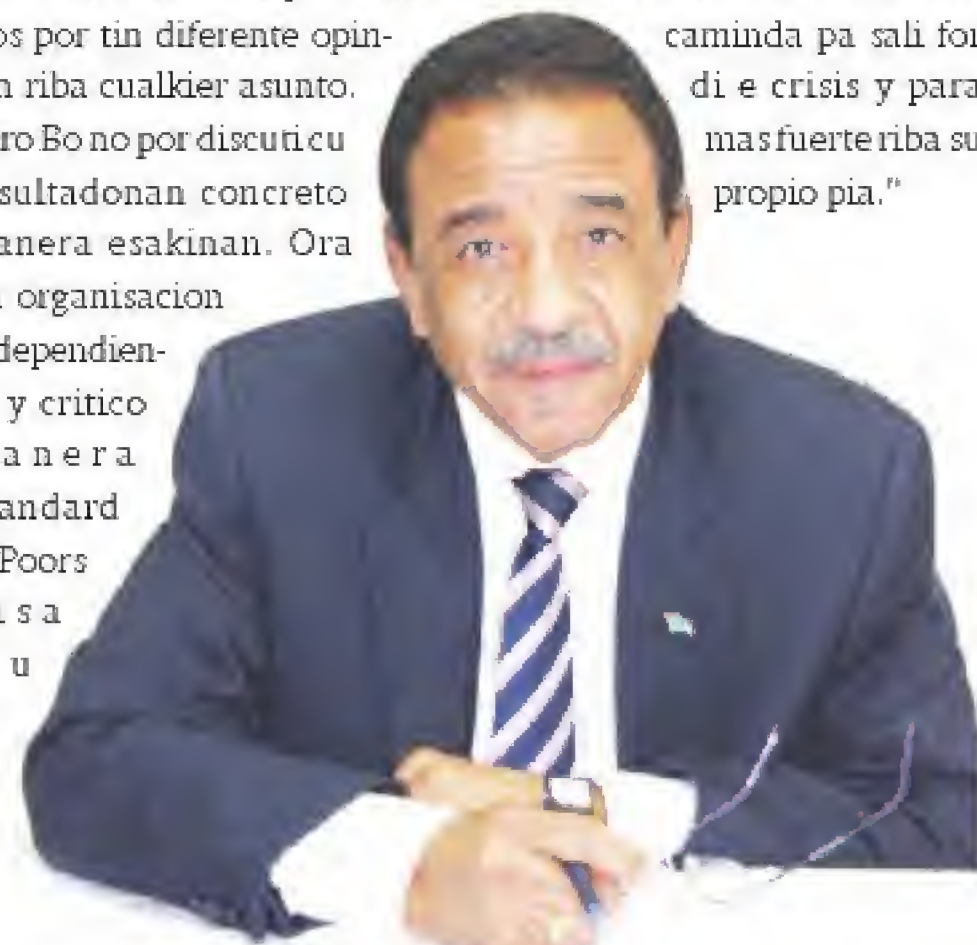 os por tin diferente opin-
riba cualkier asunto.
ro Bo no por discuti cu
sultadonan concreto
anera esakinan. Ora
organisacion
dependien-
y critico
a n e r a
andard
Poors
i s a
u
caminda pa sali for
di e crisis y para
mas fuerte riba su
propio pia."